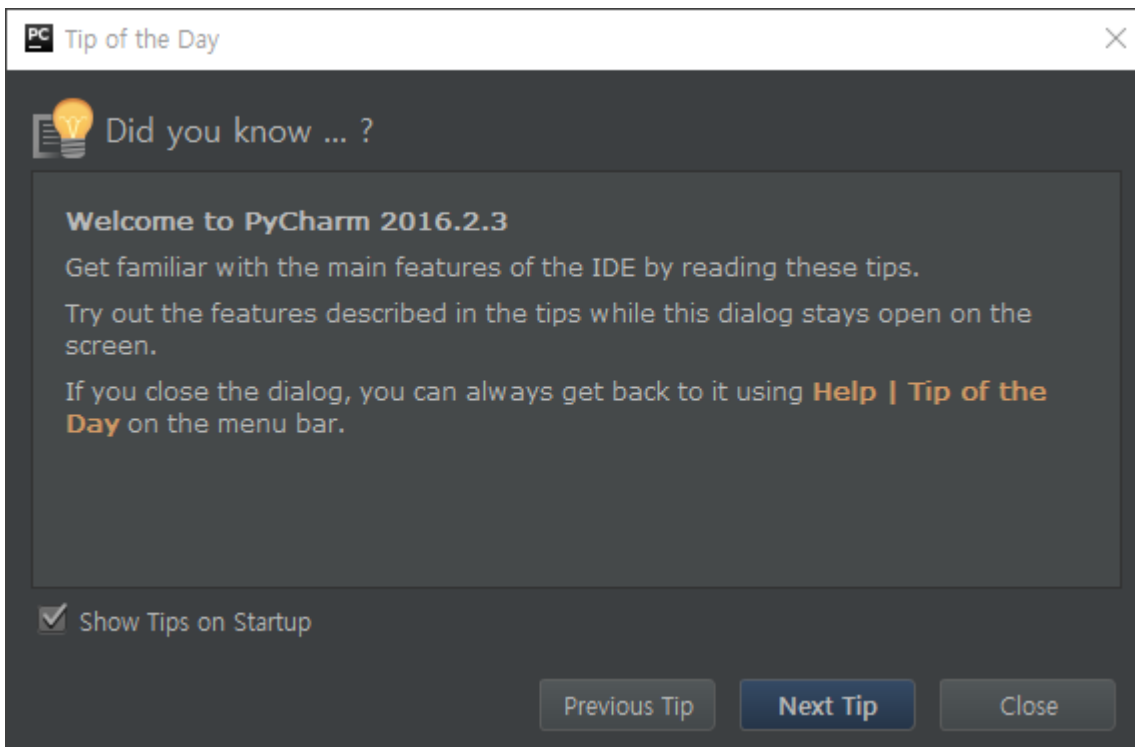 PC Tip of the Day
Did you know ... ?
Welcome to PyCharm 2016.2.3
Get familiar with the main features of the IDE by reading these tips.
Try out the features described in the tips while this dialog stays open on the
screen.
If you close the dialog, you can always get back to it using Help | Tip of the
Day on the menu bar.
Show Tips on Startup
Previous Tip Next Tip Close